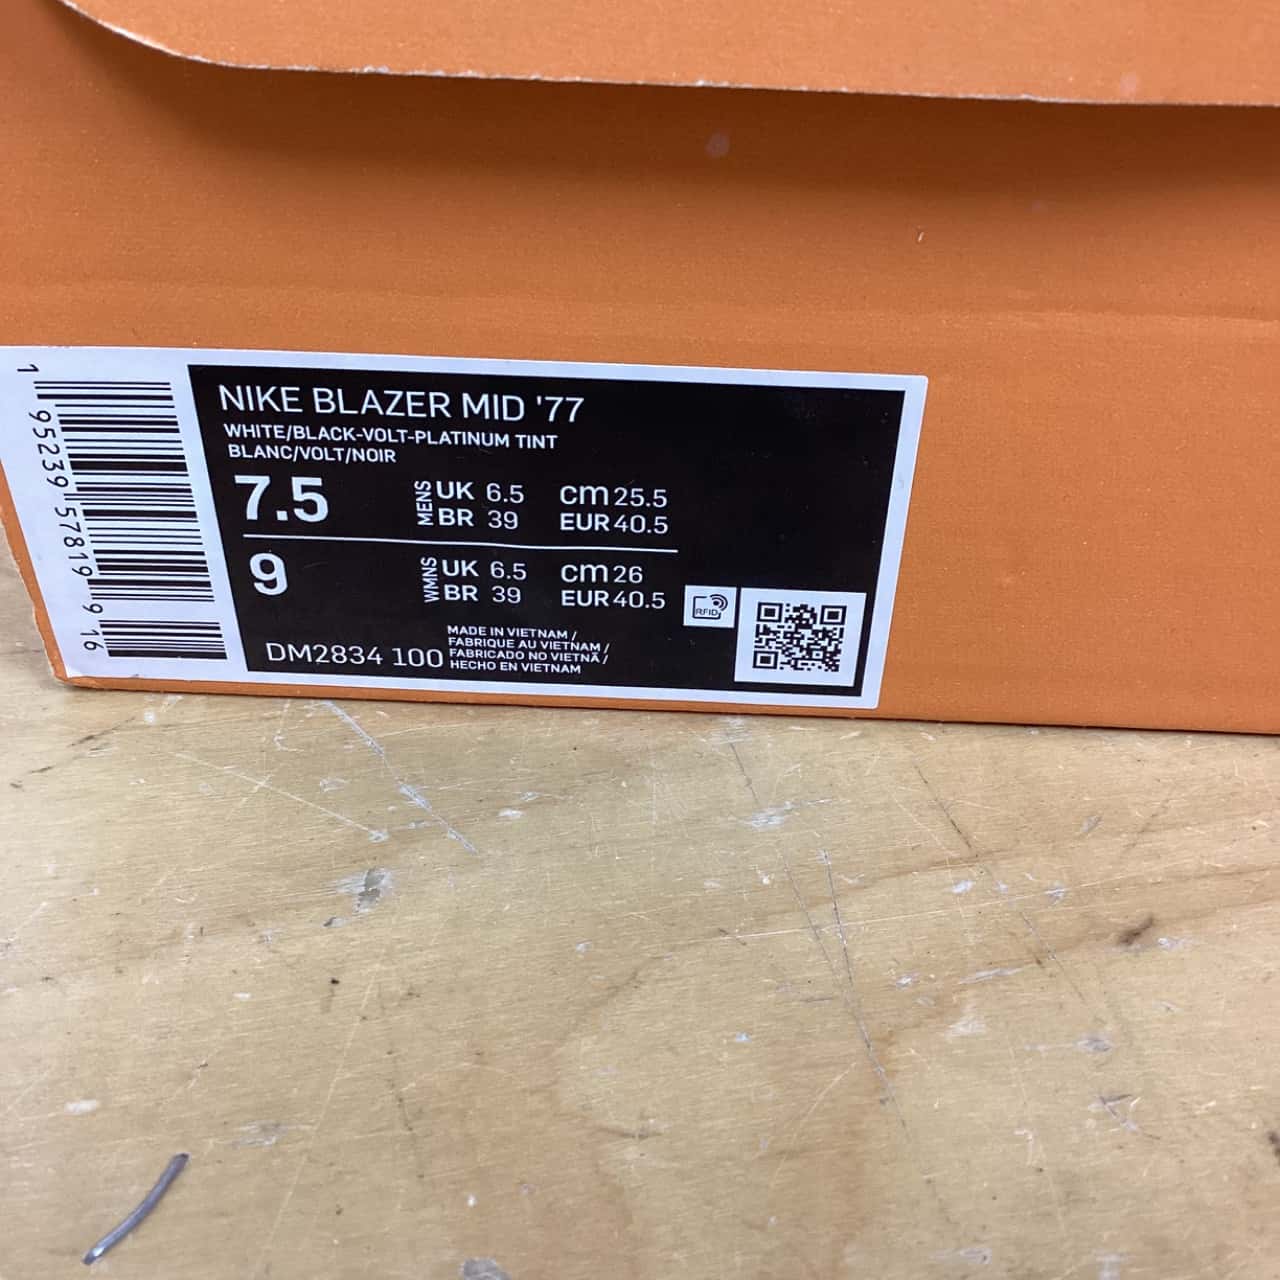 NIKE BLAZER MID '77
WHITE/BLACK-VOLT-PLATINUM TINT
BLANC/VOLT/NOIR
7.5 MENS UK 6.5 cm 25.5
BR 39 EUR 40.5
9 WMNS UK 6.5 cm 26
BR 39 EUR 40.5
DM2834 100
MADE IN VIETNAM /
FABRIQUE AU VIETNAM /
FABRICADO NO VIETNÃ /
HECHO EN VIETNAM
RFID
1 95239 57819 9 16